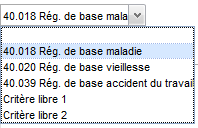 40.018 Rég. de base mala
40.018 Rég. de base maladie
40.020 Rég. de base vieillesse
40.039 Rég. de base accident du travai
Critère libre 1
Critère libre 2